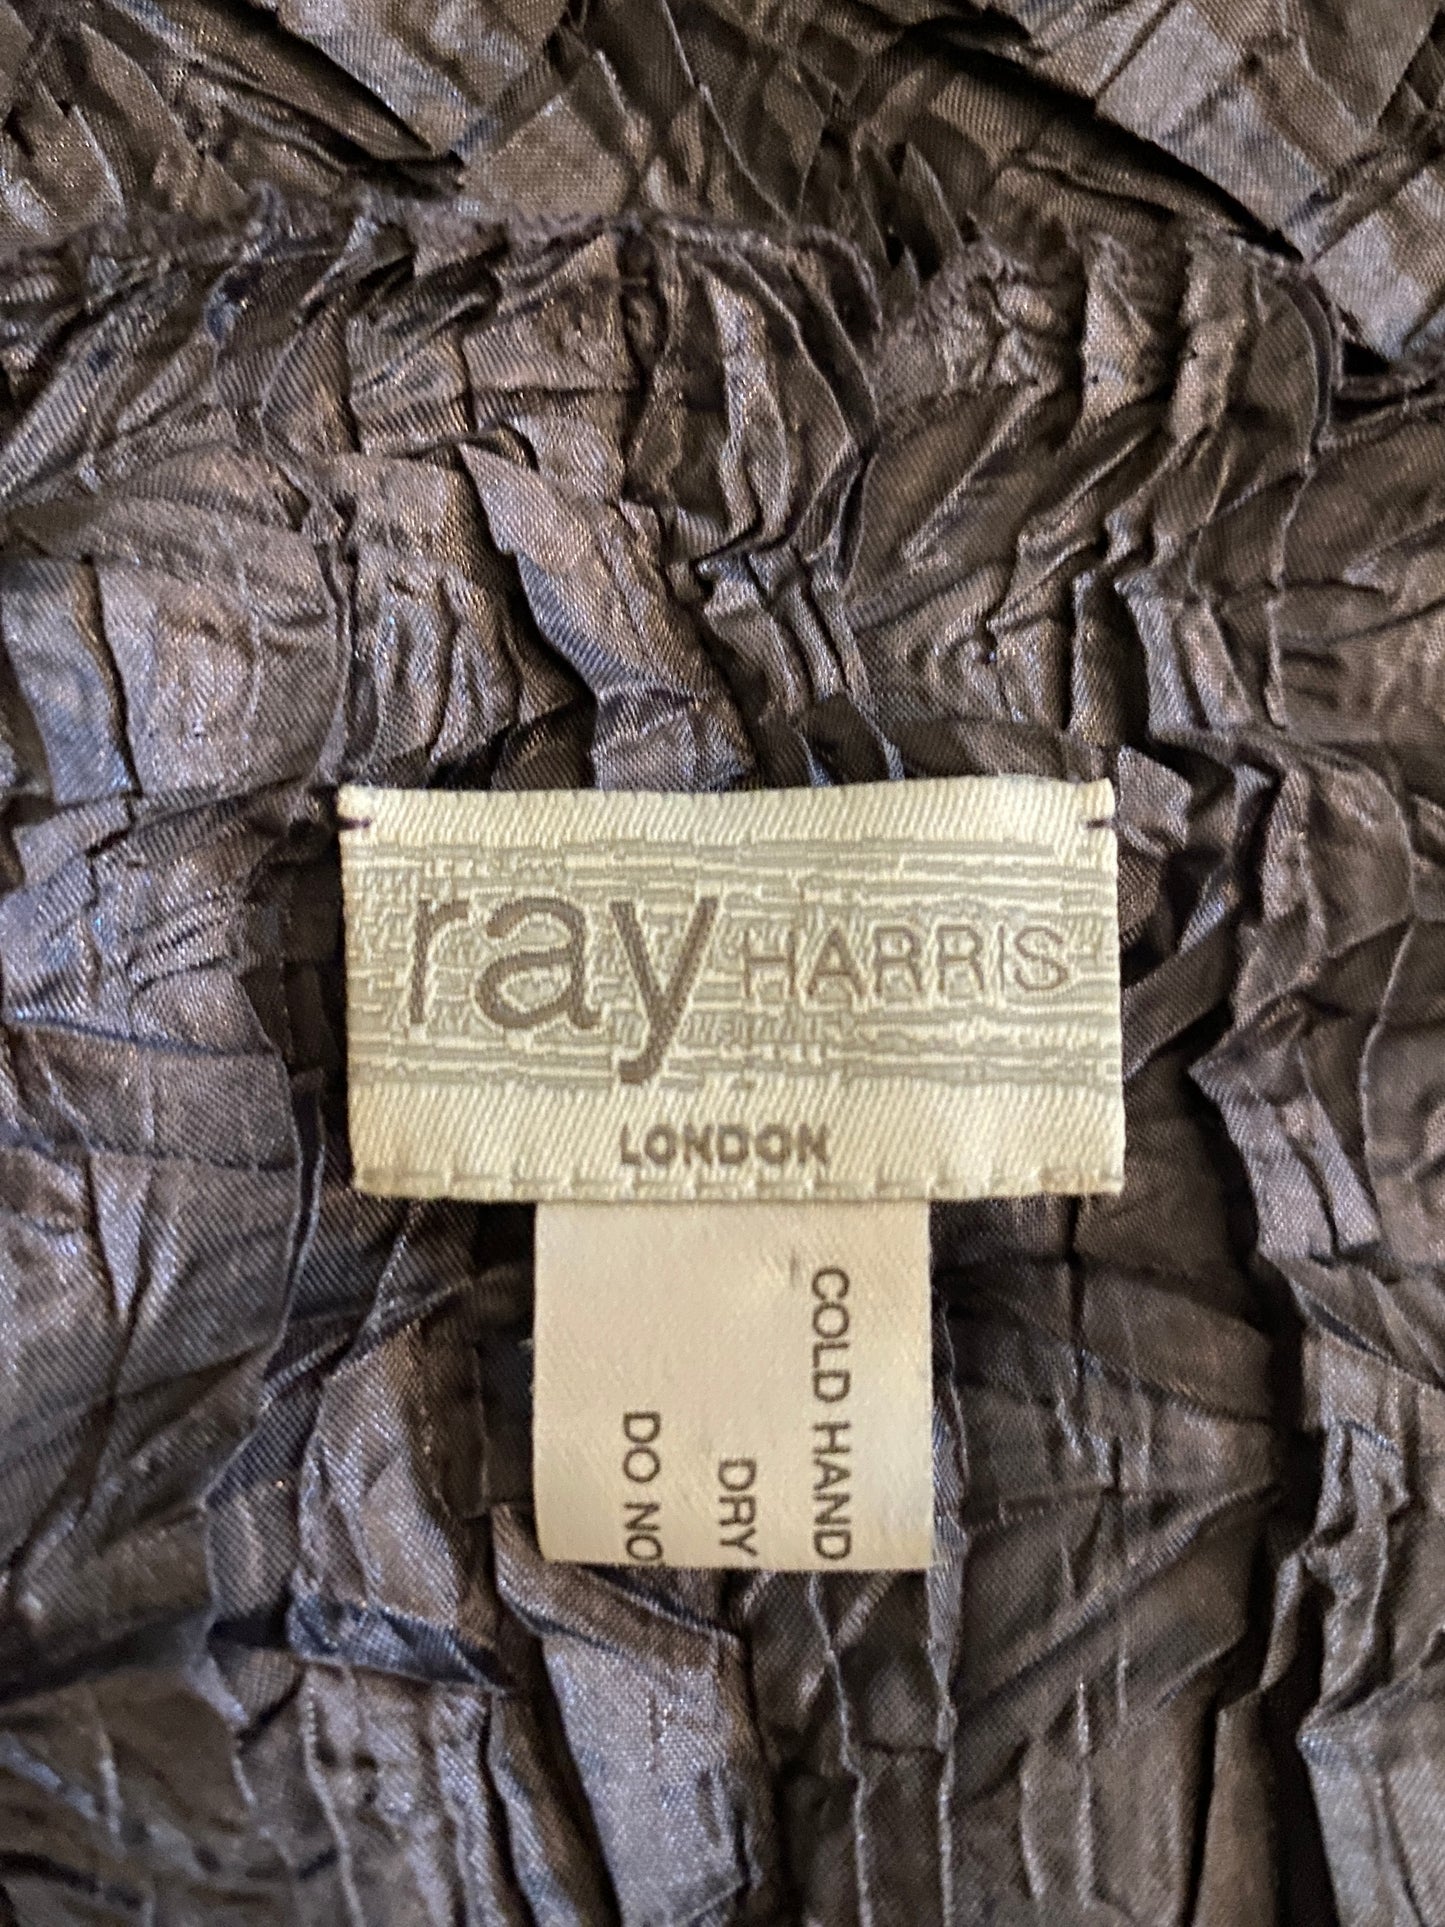 ray HARRIS
LONDON
COLD HAND
DRY
DO NO